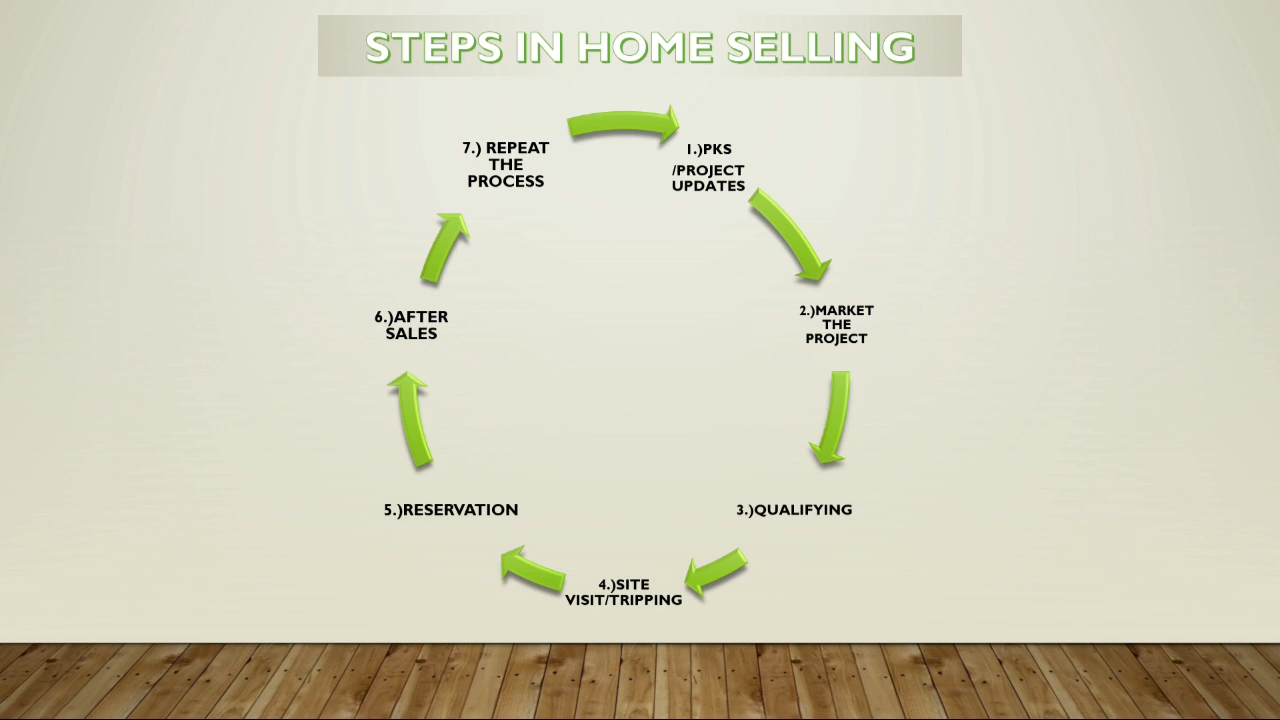 STEPS IN HOME SELLING
1.)PKS
/PROJECT
UPDATES
2.)MARKET
THE
PROJECT
3.)QUALIFYING
4.)SITE
VISIT/TRIPPING
5.)RESERVATION
6.)AFTER
SALES
7.) REPEAT
THE
PROCESS